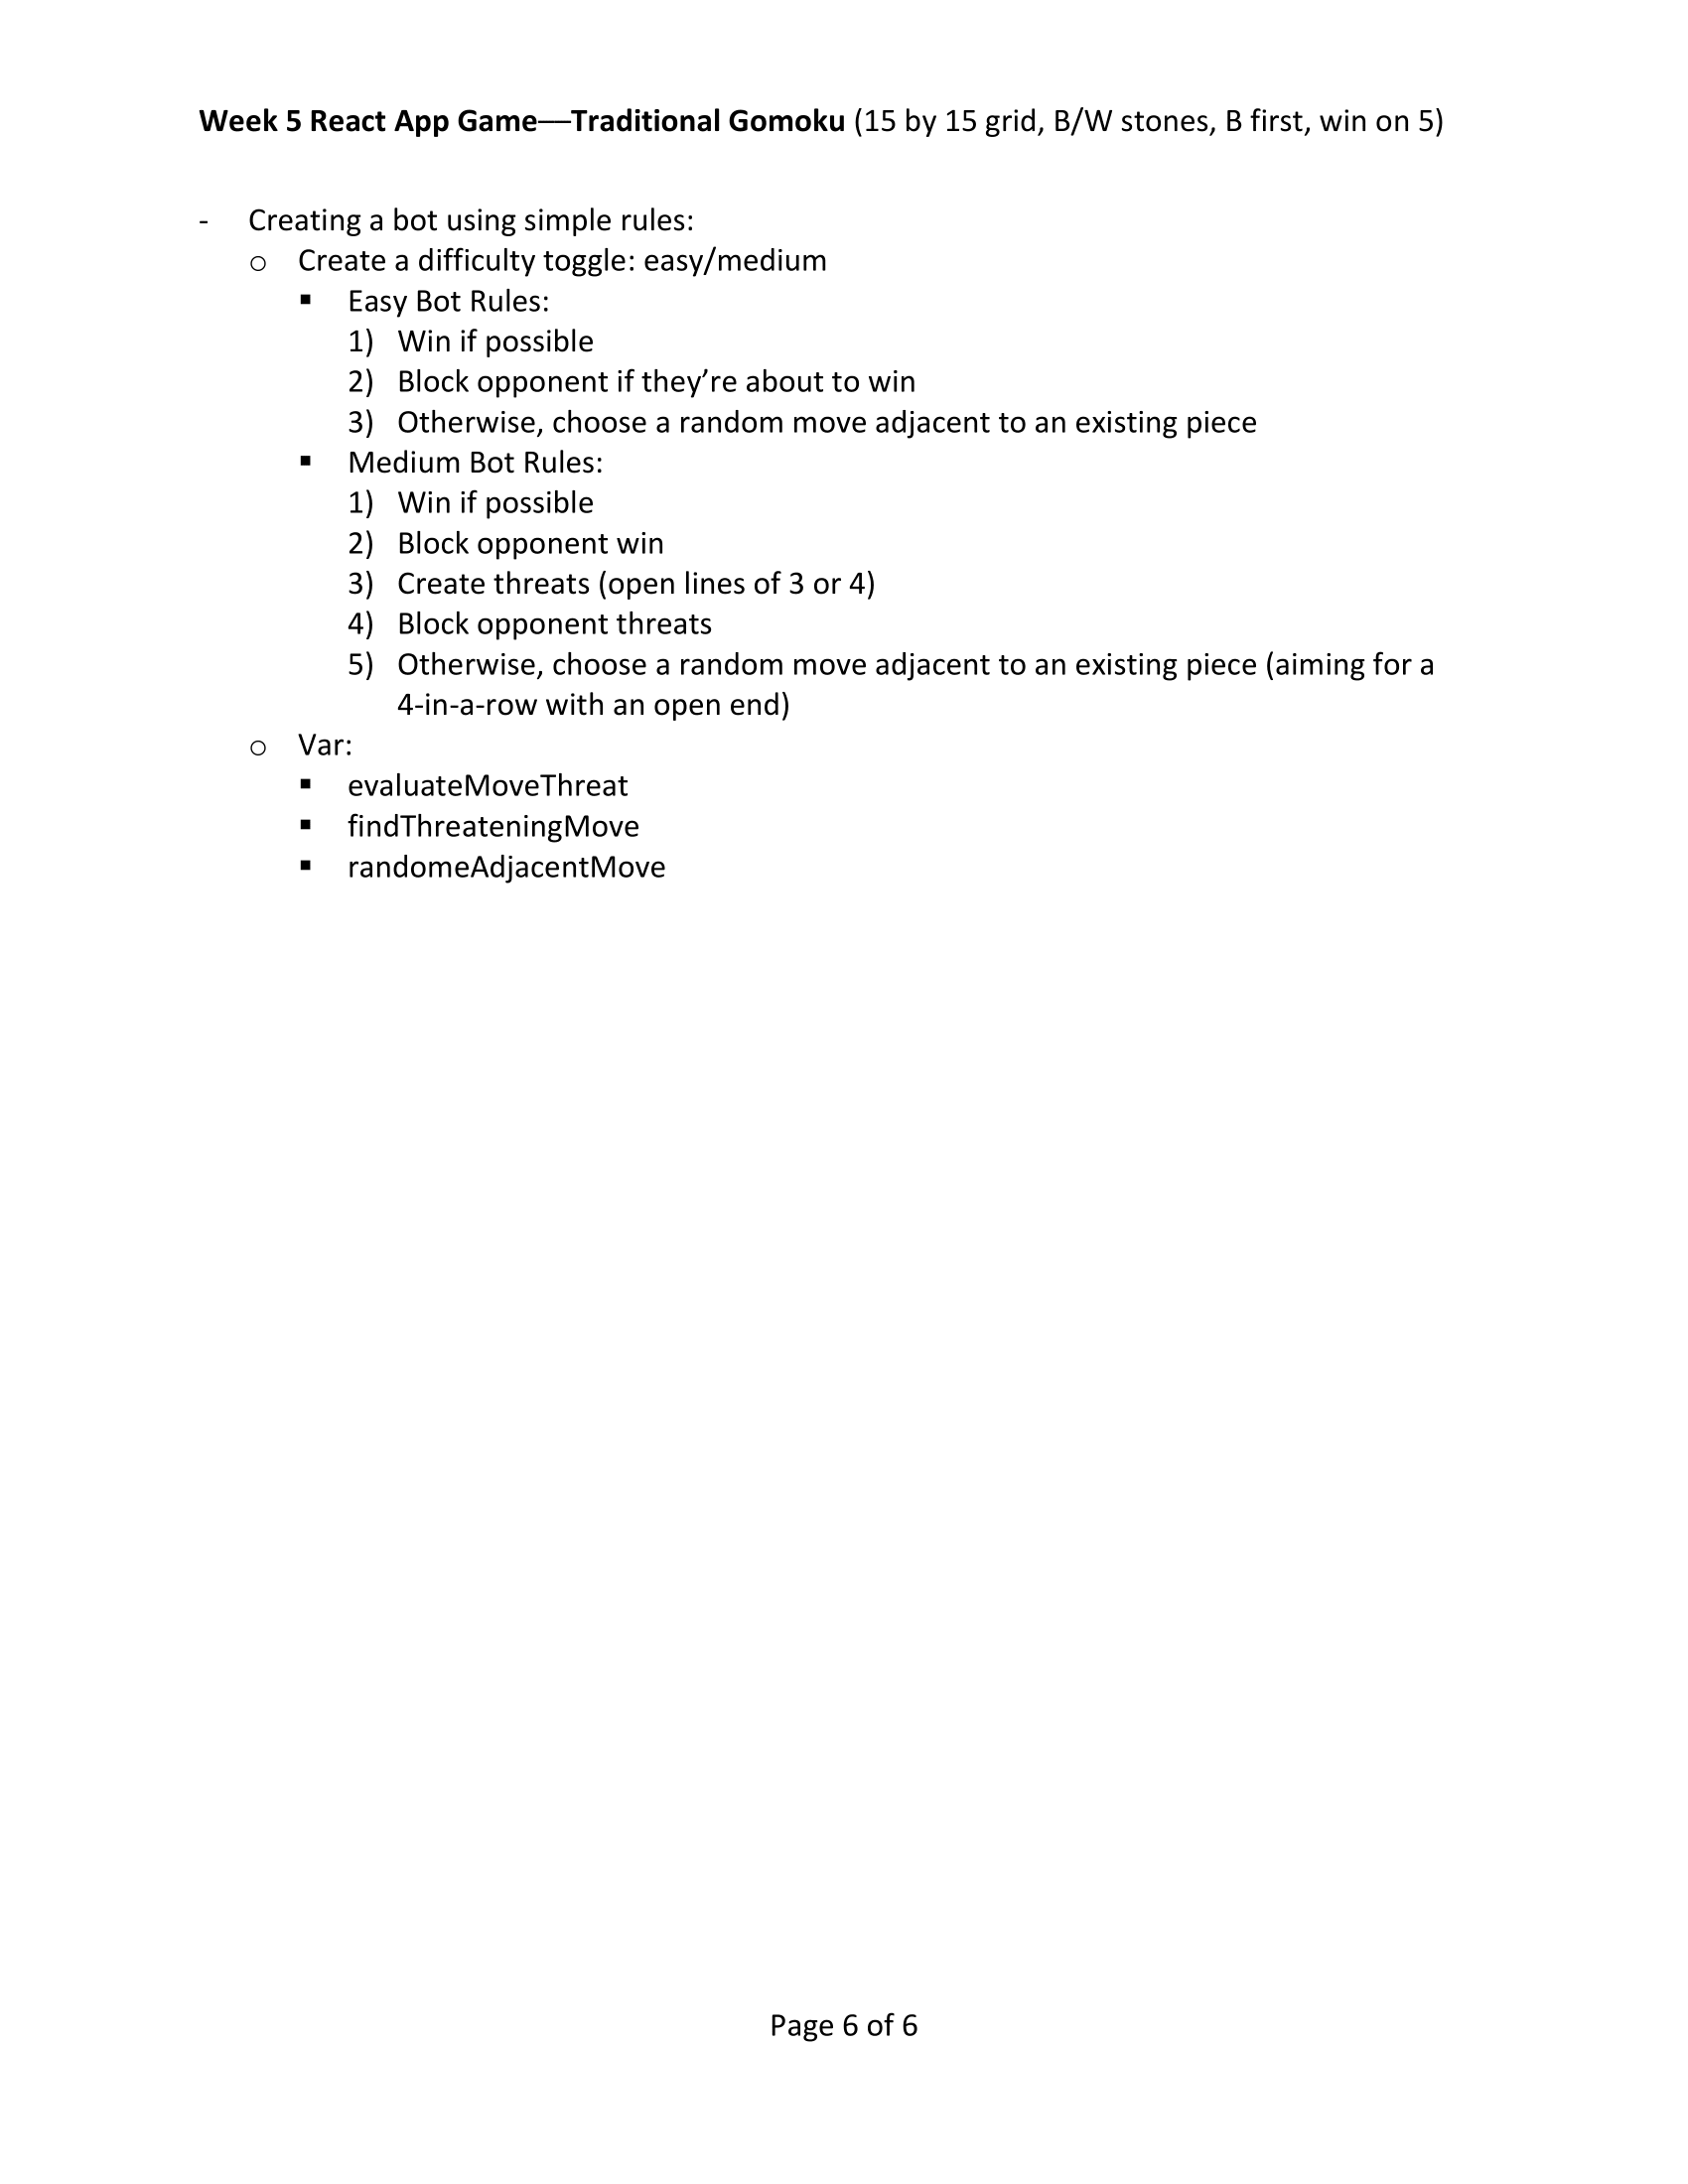 Week 5 React App Game—Traditional Gomoku (15 by 15 grid, B/W stones, B first, win on 5)
- Creating a bot using simple rules:
o Create a difficulty toggle: easy/medium
▪ Easy Bot Rules:
1) Win if possible
2) Block opponent if they’re about to win
3) Otherwise, choose a random move adjacent to an existing piece
▪ Medium Bot Rules:
1) Win if possible
2) Block opponent win
3) Create threats (open lines of 3 or 4)
4) Block opponent threats
5) Otherwise, choose a random move adjacent to an existing piece (aiming for a
4-in-a-row with an open end)
o Var:
▪ evaluateMoveThreat
▪ findThreateningMove
▪ randomeAdjacentMove
Page 6 of 6